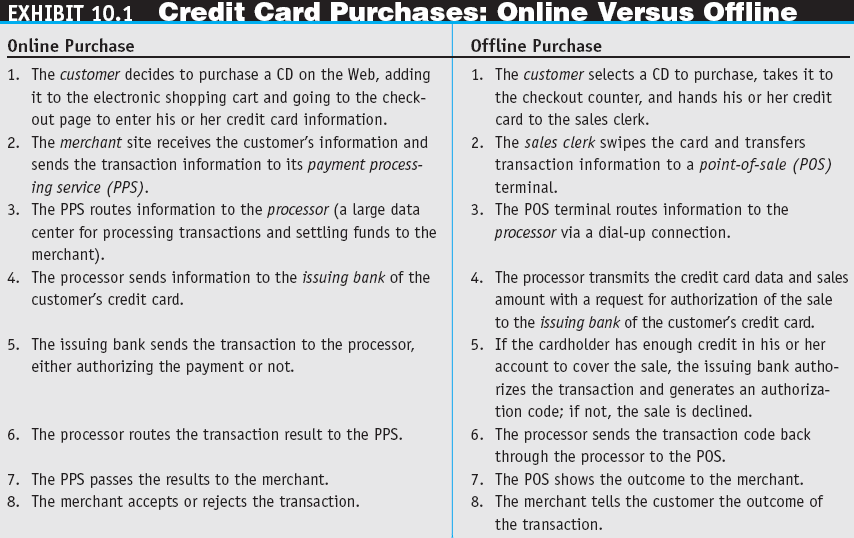 EXHIBIT 10.1 Credit Card Purchases: Online Versus Offline
Online Purchase
1. The customer decides to purchase a CD on the Web, adding
it to the electronic shopping cart and going to the check-
out page to enter his or her credit card information.
2. The merchant site receives the customer's information and
sends the transaction information to its payment process-
ing service (PPS).
3. The PPS routes information to the processor (a large data
center for processing transactions and settling funds to the
merchant).
4. The processor sends information to the issuing bank of the
customer's credit card.
5. The issuing bank sends the transaction to the processor,
either authorizing the payment or not.
6. The processor routes the transaction result to the PPS.
7. The PPS passes the results to the merchant.
8. The merchant accepts or rejects the transaction.
Offline Purchase
1. The customer selects a CD to purchase, takes it to
the checkout counter, and hands his or her credit
card to the sales clerk.
2. The sales clerk swipes the card and transfers
transaction information to a point-of-sale (POS)
terminal.
3. The POS terminal routes information to the
processor via a dial-up connection.
4. The processor transmits the credit card data and sales
amount with a request for authorization of the sale
to the issuing bank of the customer's credit card.
5. If the cardholder has enough credit in his or her
account to cover the sale, the issuing bank autho-
rizes the transaction and generates an authoriza-
tion code; if not, the sale is declined.
6. The processor sends the transaction code back
through the processor to the POS.
7. The POS shows the outcome to the merchant.
8. The merchant tells the customer the outcome of
the transaction.